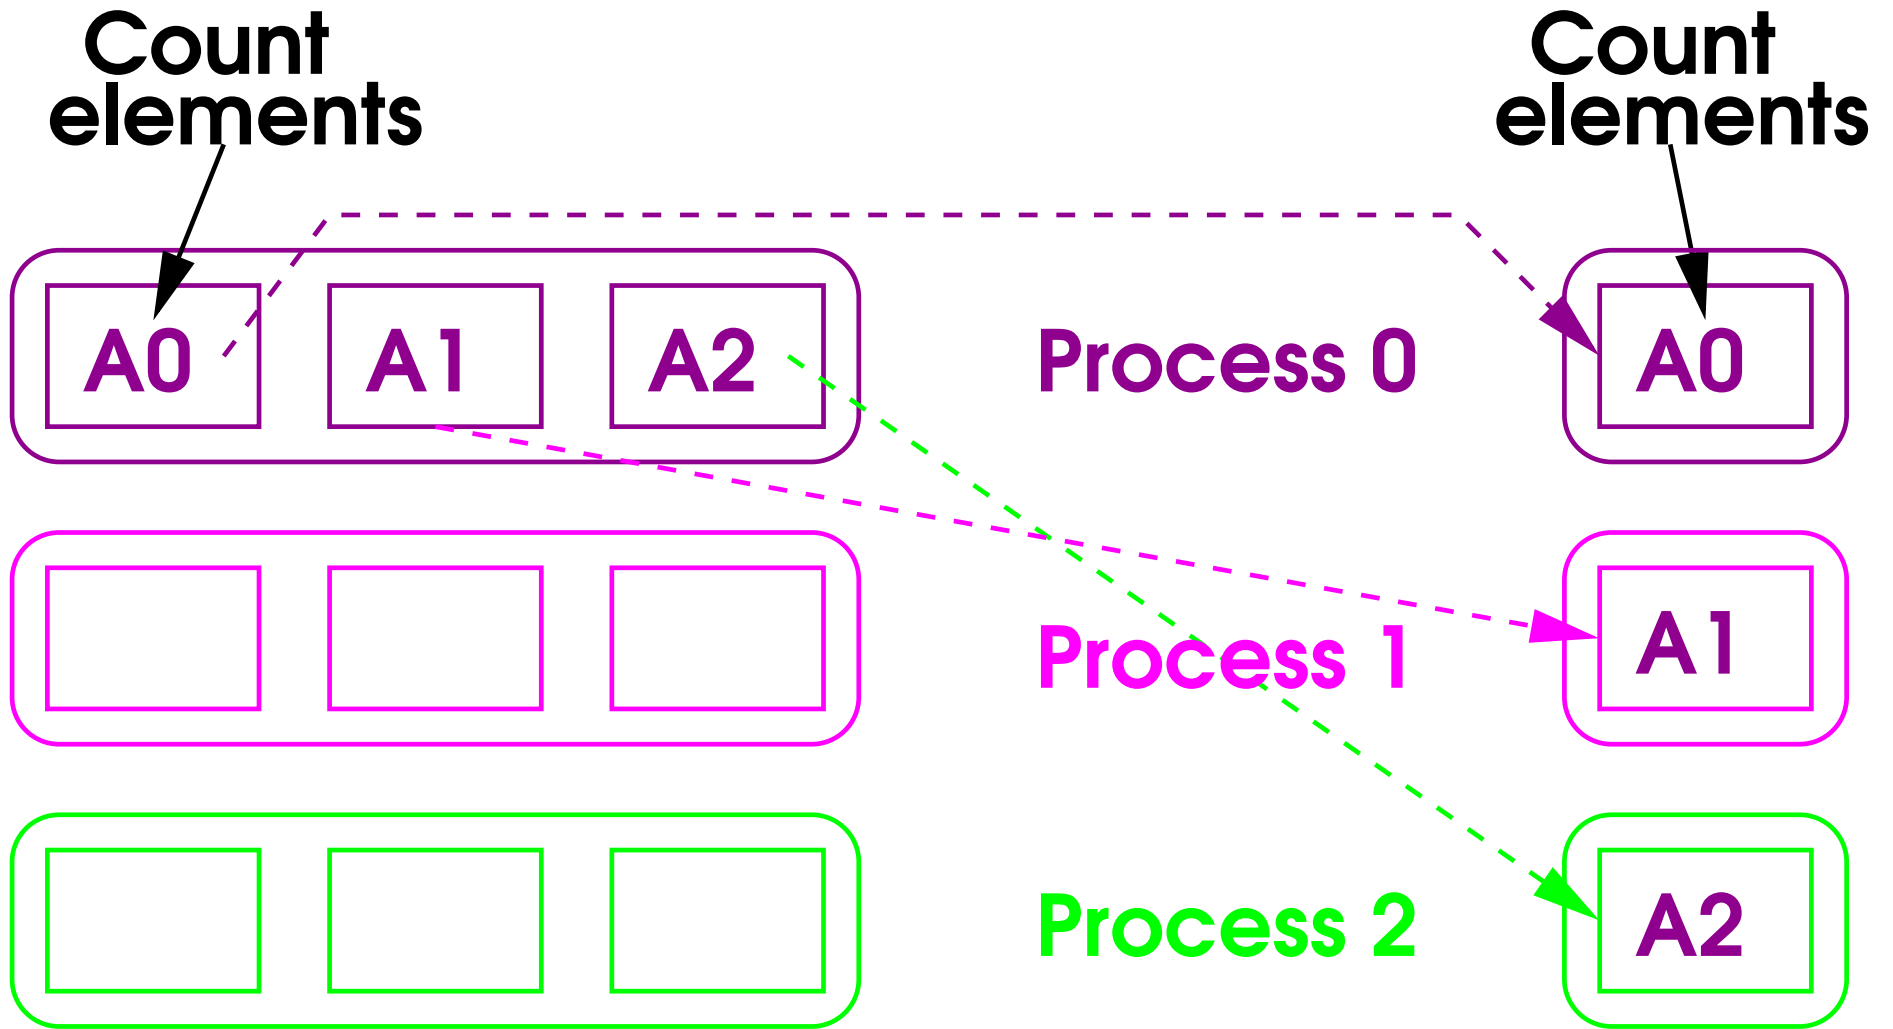 Count
elements
Count
elements
A0 A1 A2 Process 0 A0
Process 1 A1
Process 2 A2